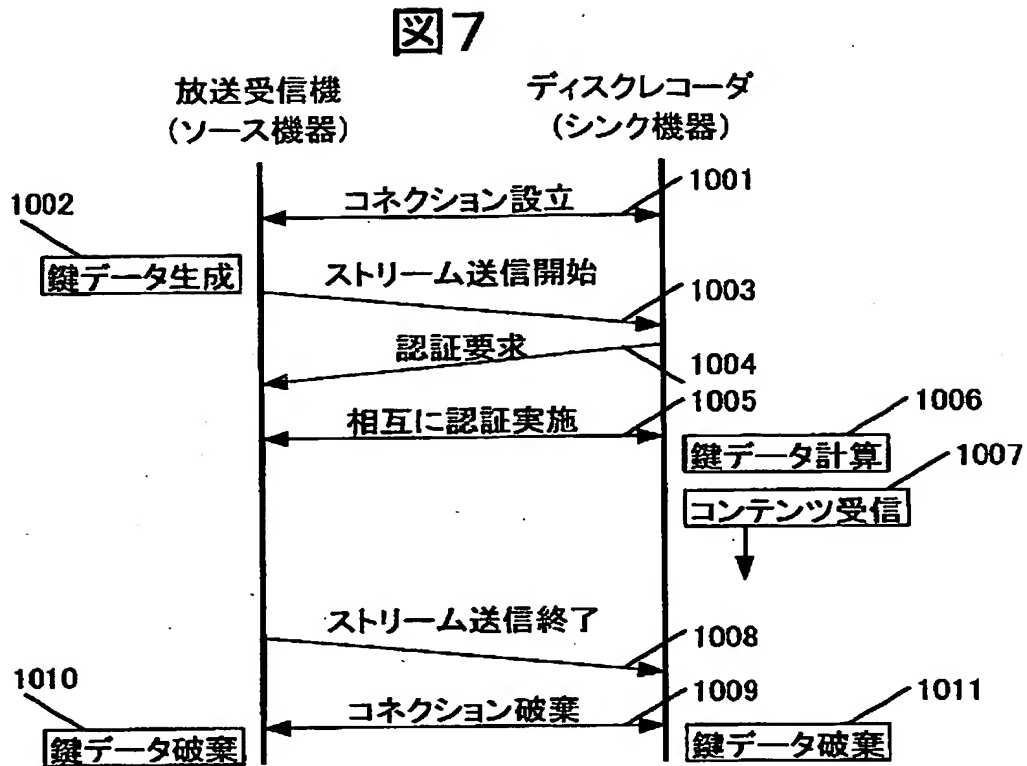 図7
放送受信機
(ソース機器)
ディスクレコーダ
(シンク機器)
コネクション設立
1001
1002
鍵データ生成
ストリーム送信開始
1003
認証要求
1004
相互に認証実施
1005
1006
鍵データ計算
1007
コンテンツ受信
ストリーム送信終了
1008
1010
コネクション破棄
1009
1011
鍵データ破棄
鍵データ破棄